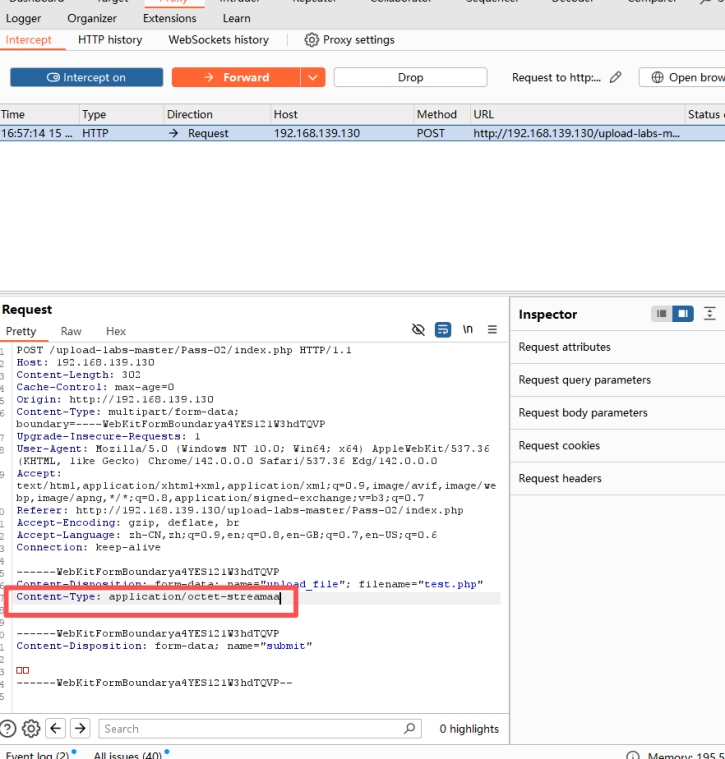 Dashboard Target Proxy Intruder Repeater Collaborator Sequencer Decoder Comparer
Logger Organizer Extensions Learn
Intercept HTTP history WebSockets history Proxy settings
Intercept on → Forward Drop Request to http:... Open brow
Time Type Direction Host Method URL Status
16:57:14 15 ... HTTP → Request 192.168.139.130 POST http://192.168.139.130/upload-labs-m...
Request
Pretty Raw Hex \n
POST /upload-labs-master/Pass-02/index.php HTTP/1.1
Host: 192.168.139.130
Content-Length: 302
Cache-Control: max-age=0
Origin: http://192.168.139.130
Content-Type: multipart/form-data;
boundary=----WebKitFormBoundarya4YES121W3hdTQVP
Upgrade-Insecure-Requests: 1
User-Agent: Mozilla/5.0 (Windows NT 10.0; Win64; x64) AppleWebKit/537.36
(KHTML, like Gecko) Chrome/142.0.0.0 Safari/537.36 Edg/142.0.0.0
Accept:
text/html,application/xhtml+xml,application/xml;q=0.9,image/avif,image/we
bp,image/apng,*/*;q=0.8,application/signed-exchange;v=b3;q=0.7
Referer: http://192.168.139.130/upload-labs-master/Pass-02/index.php
Accept-Encoding: gzip, deflate, br
Accept-Language: zh-CN,zh;q=0.9,en;q=0.8,en-GB;q=0.7,en-US;q=0.6
Connection: keep-alive
------WebKitFormBoundarya4YES121W3hdTQVP
Content-Disposition: form-data; name="upload_file"; filename="test.php"
Content-Type: application/octet-streamaa
------WebKitFormBoundarya4YES121W3hdTQVP
Content-Disposition: form-data; name="submit"
------WebKitFormBoundarya4YES121W3hdTQVP--
Search 0 highlights
Inspector
Request attributes
Request query parameters
Request body parameters
Request cookies
Request headers
Event log (2) All issues (40) Memory: 195.5